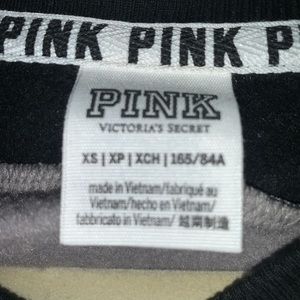 PINK PINK P
PINK
VICTORIA'S SECRET
XS | XP | XCH | 165/84A
made in Vietnam/fabriqué au
Vietnam/hecho en Vietnam/
fabbricato in Vietnam/ 越南制造